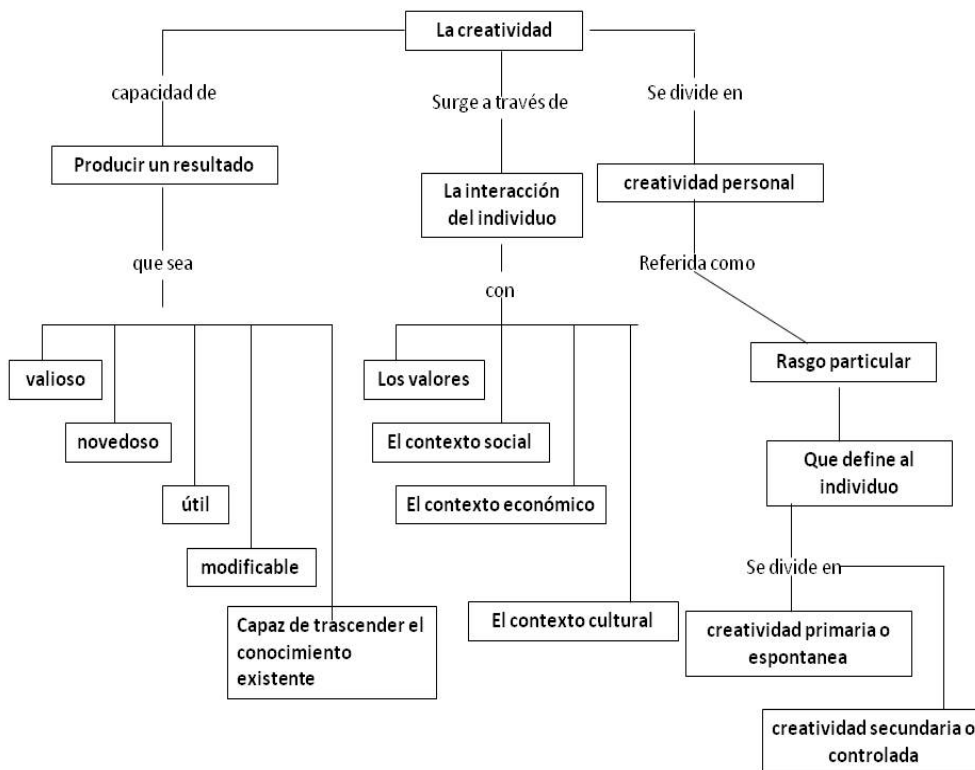 La creatividad
capacidad de
Surge a través de
Se divide en
Producir un resultado
La interacción
del individuo
creatividad personal
que sea
con
Referida como
valioso
novedoso
útil
modificable
Capaz de trascender el
conocimiento
existente
Los valores
El contexto social
El contexto económico
El contexto cultural
Rasgo particular
Que define al
individuo
Se divide en
creatividad primaria o
espontanea
creatividad secundaria o
controlada